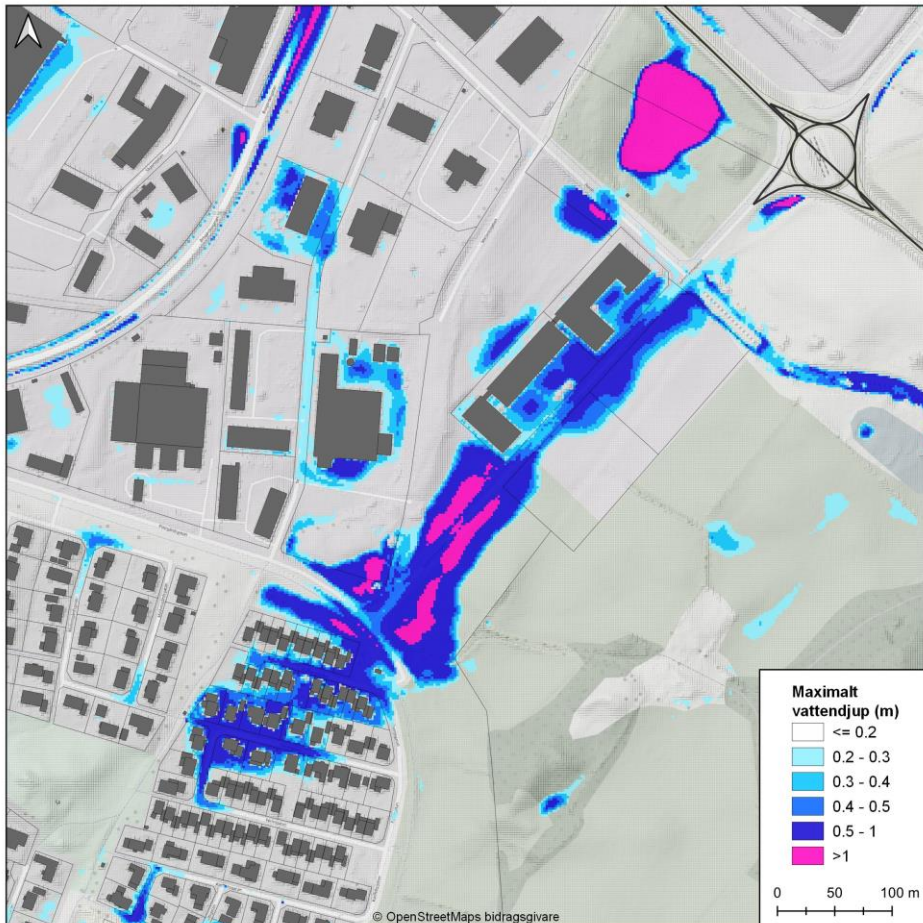 Maximalt
vattendjup (m)
<= 0.2
0.2 - 0.3
0.3 - 0.4
0.4 - 0.5
0.5 - 1
>1
0 50 100 m
© OpenStreetMaps bidragsgivare